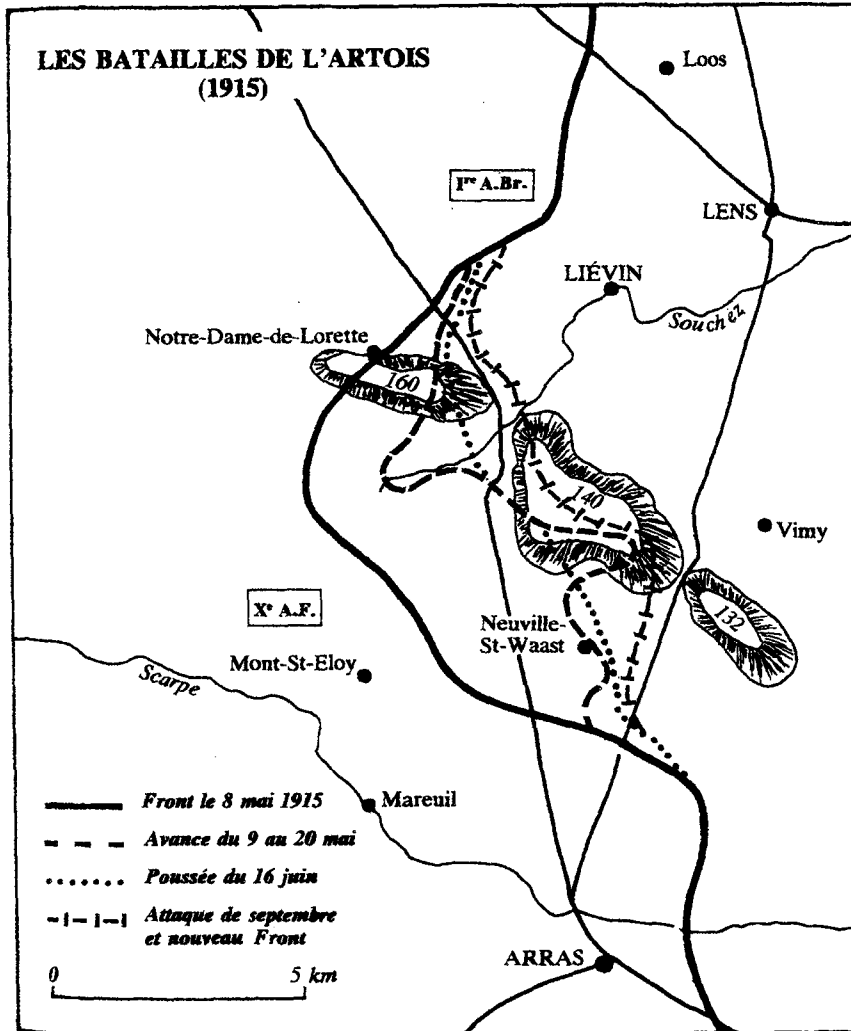 LES BATAILLES DE L'ARTOIS
(1915)
Loos
Iʳᵉ A.Br.
LENS
LIÉVIN
Souchez
Notre-Dame-de-Lorette
160
140
Vimy
Xᵉ A.F.
Neuville-
St-Waast
132
Mont-St-Eloy
Scarpe
Mareuil
Front le 8 mai 1915
Avance du 9 au 20 mai
Poussée du 16 juin
Attaque de septembre
et nouveau Front
0 5 km
ARRAS